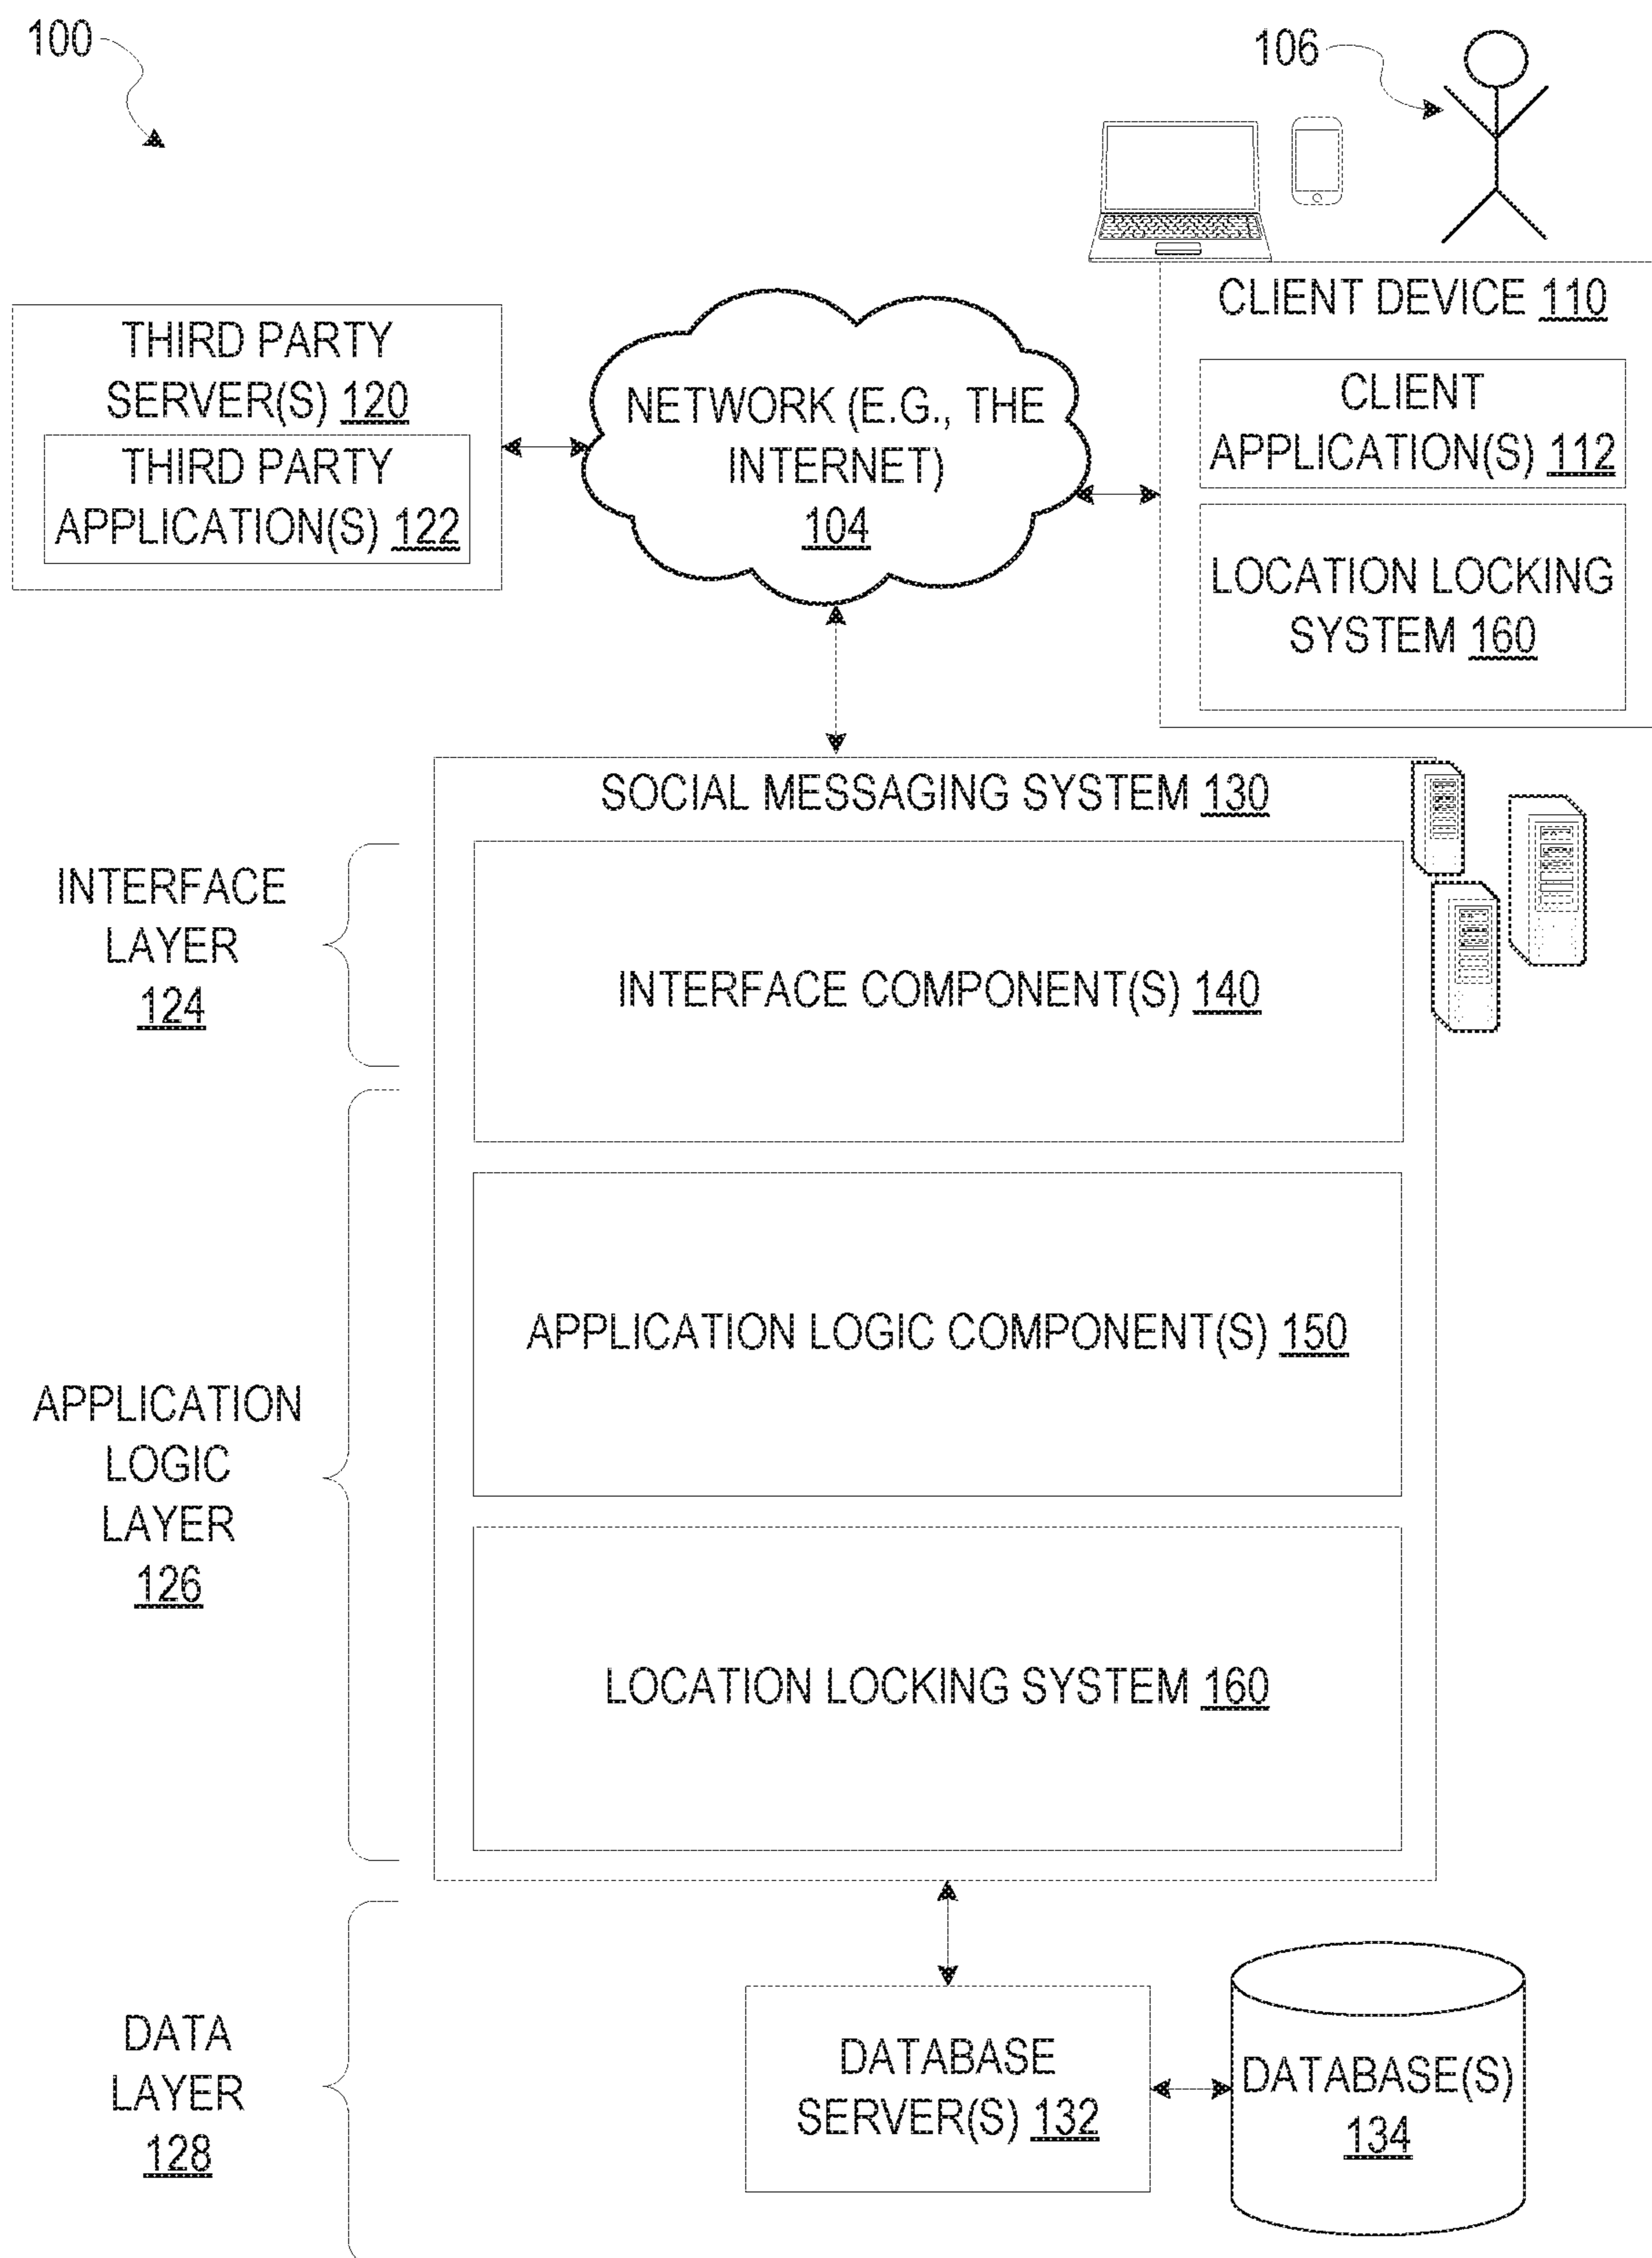 100
106
CLIENT DEVICE 110
THIRD PARTY
SERVER(S) 120
THIRD PARTY
APPLICATION(S) 122
NETWORK (E.G., THE
INTERNET)
104
CLIENT
APPLICATION(S) 112
LOCATION LOCKING
SYSTEM 160
SOCIAL MESSAGING SYSTEM 130
INTERFACE
LAYER
124
INTERFACE COMPONENT(S) 140
APPLICATION LOGIC COMPONENT(S) 150
APPLICATION
LOGIC
LAYER
126
LOCATION LOCKING SYSTEM 160
DATA
LAYER
128
DATABASE
SERVER(S) 132
DATABASE(S)
134